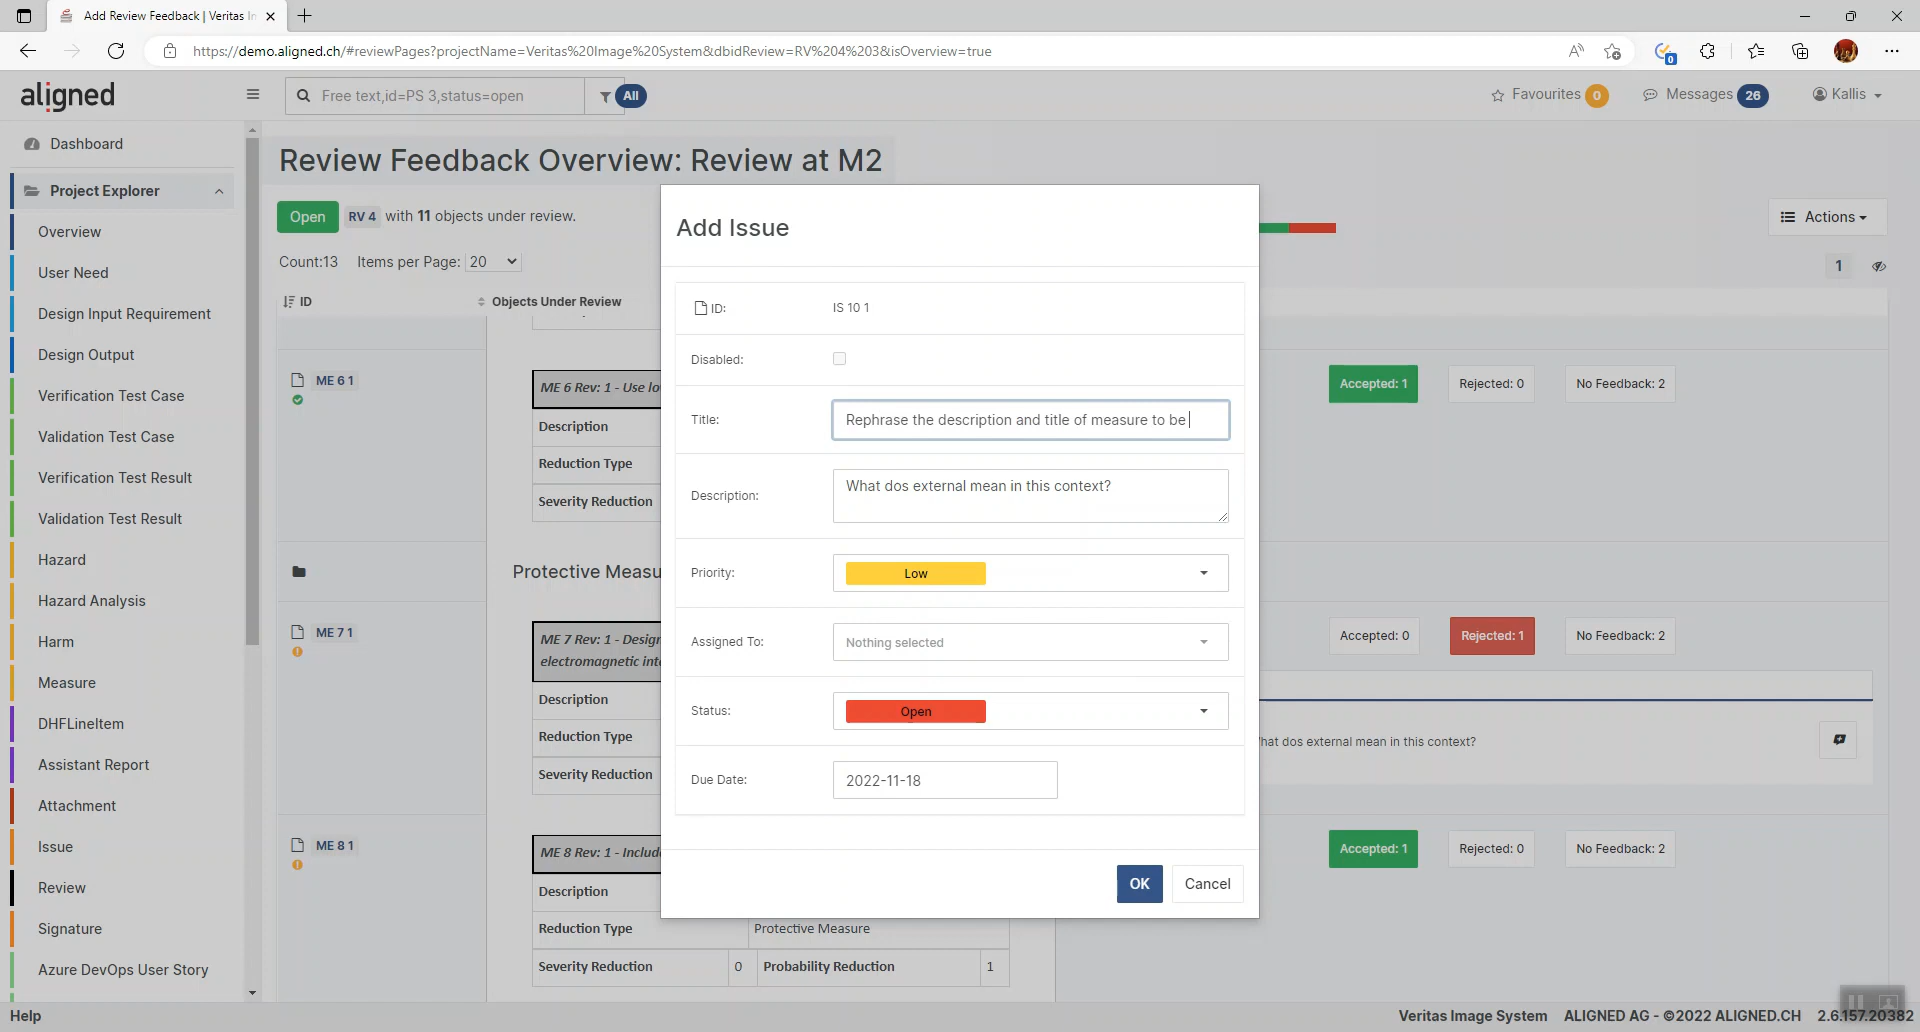 Add Review Feedback | Veritas Im
https://demo.aligned.ch/#reviewPages?projectName=Veritas%20Image%20System&dbidReview=RV%204%203&isOverview=true
0
aligned
Free text,id=PS 3,status=open
All
Favourites 0
Messages 26
Kallis
Dashboard
Project Explorer
Overview
User Need
Design Input Requirement
Design Output
Verification Test Case
Validation Test Case
Verification Test Result
Validation Test Result
Hazard
Hazard Analysis
Harm
Measure
DHFLineItem
Assistant Report
Attachment
Issue
Review
Signature
Azure DevOps User Story
Review Feedback Overview: Review at M2
Open RV 4 with 11 objects under review.
Actions
Count:13 Items per Page: 20
1
ID Objects Under Review
ME 6 1
ME 6 Rev: 1 - Use lo
Description
Reduction Type
Severity Reduction
Accepted: 1 Rejected: 0 No Feedback: 2
Protective Measu
ME 7 1
ME 7 Rev: 1 - Design
electromagnetic inte
Description
Reduction Type
Severity Reduction
Accepted: 0 Rejected: 1 No Feedback: 2
hat dos external mean in this context?
ME 8 1
ME 8 Rev: 1 - Include
Description
Reduction Type Protective Measure
Severity Reduction 0 Probability Reduction 1
Accepted: 1 Rejected: 0 No Feedback: 2
Add Issue
ID: IS 10 1
Disabled:
Title: Rephrase the description and title of measure to be
Description: What dos external mean in this context?
Priority: Low
Assigned To: Nothing selected
Status: Open
Due Date: 2022-11-18
OK Cancel
Help
Veritas Image System ALIGNED AG - ©2022 ALIGNED.CH 2.6.157.20382